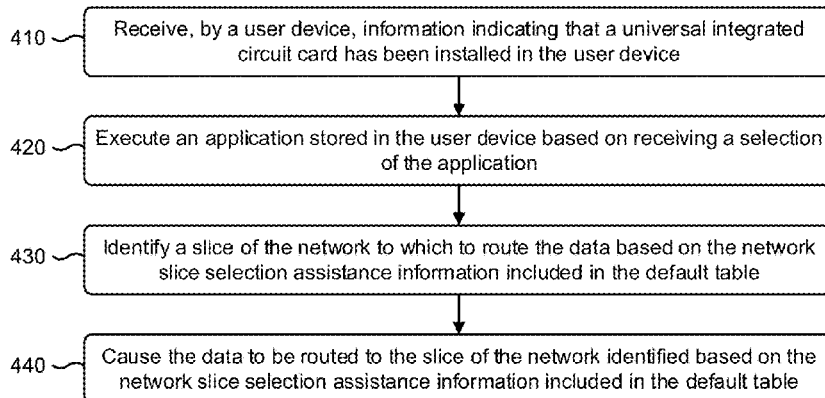 410
Receive, by a user device, information indicating that a universal integrated
circuit card has been installed in the user device
420
Execute an application stored in the user device based on receiving a selection
of the application
430
Identify a slice of the network to which to route the data based on the network
slice selection assistance information included in the default table
440
Cause the data to be routed to the slice of the network identified based on the
network slice selection assistance information included in the default table